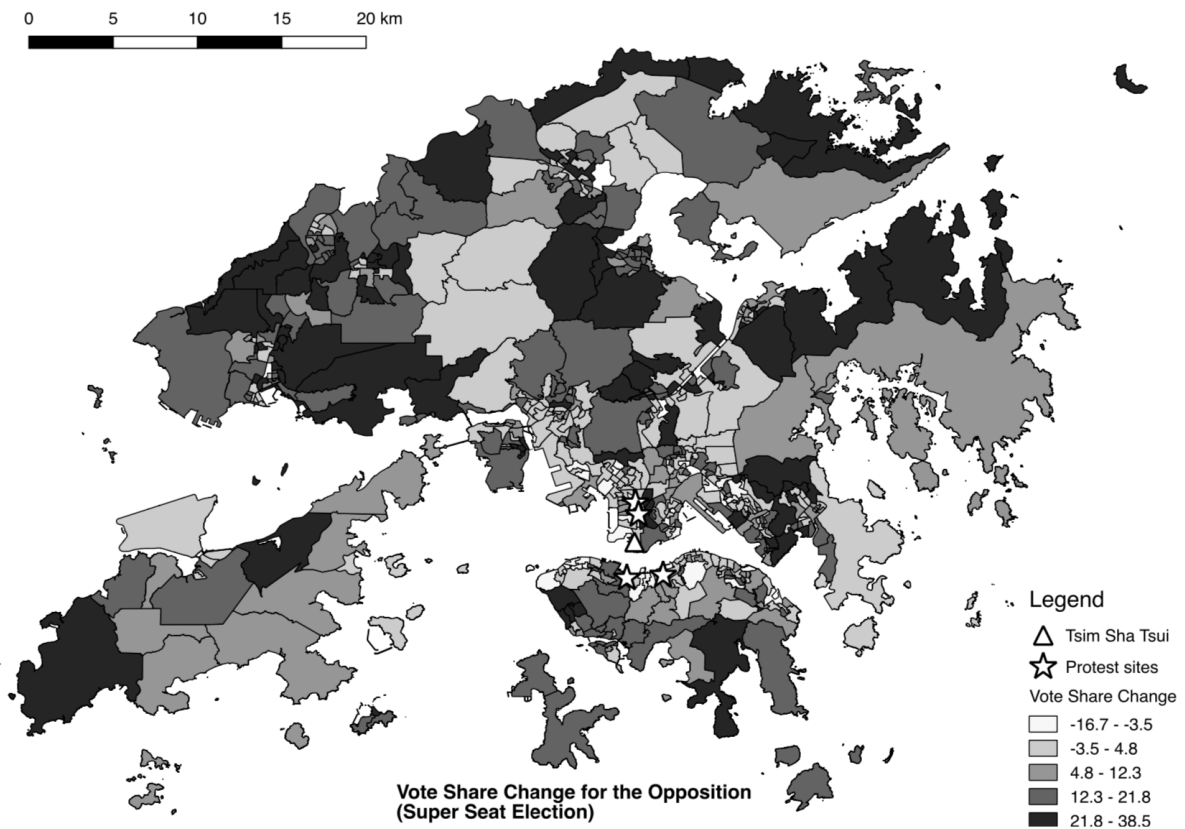 0 5 10 15 20 km
Legend
Tsim Sha Tsui
Protest sites
Vote Share Change
-16.7 - -3.5
-3.5 - 4.8
4.8 - 12.3
12.3 - 21.8
21.8 - 38.5
Vote Share Change for the Opposition
(Super Seat Election)